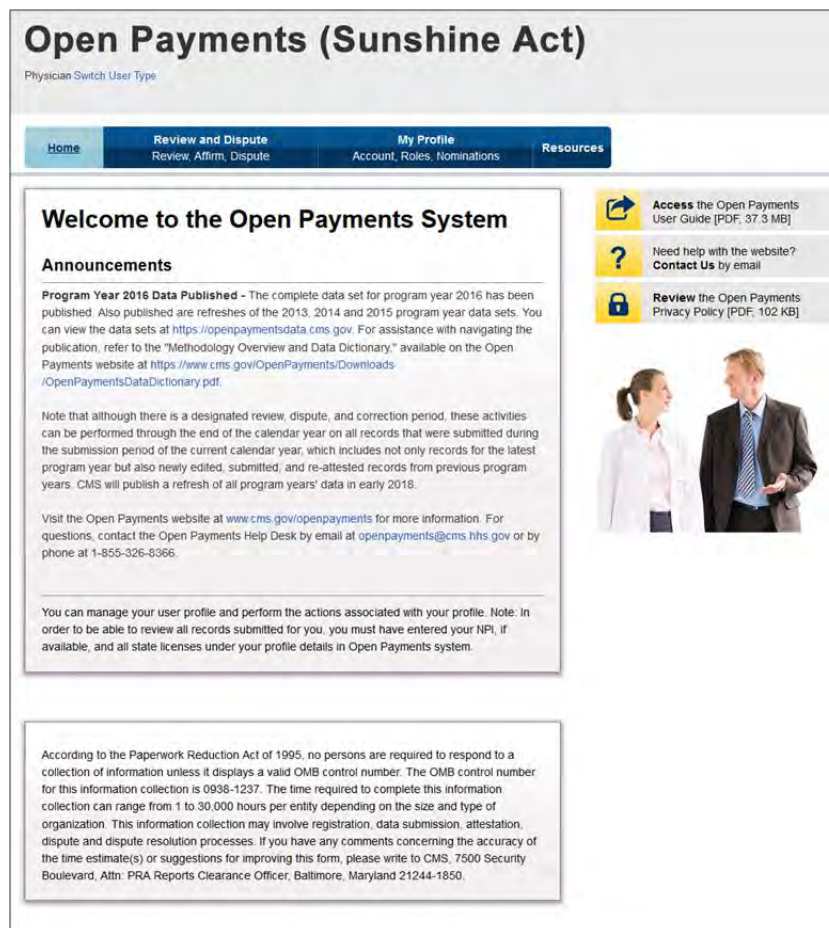 Open Payments (Sunshine Act)
Physician Switch User Type
Home
Review and Dispute
Review, Affirm, Dispute
My Profile
Account, Roles, Nominations
Resources
Welcome to the Open Payments System
Announcements
Program Year 2016 Data Published - The complete data set for program year 2016 has been
published. Also published are refreshes of the 2013, 2014 and 2015 program year data sets. You
can view the data sets at https://openpaymentsdata.cms.gov. For assistance with navigating the
publication, refer to the "Methodology Overview and Data Dictionary," available on the Open
Payments website at https://www.cms.gov/OpenPayments/Downloads
/OpenPaymentsDataDictionary.pdf.
Note that although there is a designated review, dispute, and correction period, these activities
can be performed through the end of the calendar year on all records that were submitted during
the submission period of the current calendar year, which includes not only records for the latest
program year but also newly edited, submitted, and re-attested records from previous program
years. CMS will publish a refresh of all program years' data in early 2018.
Visit the Open Payments website at www.cms.gov/openpayments for more information. For
questions, contact the Open Payments Help Desk by email at openpayments@cms.hhs.gov or by
phone at 1-855-326-8366.
You can manage your user profile and perform the actions associated with your profile. Note: In
order to be able to review all records submitted for you, you must have entered your NPI, if
available, and all state licenses under your profile details in Open Payments system.
Access the Open Payments
User Guide [PDF, 37.3 MB]
Need help with the website?
Contact Us by email
Review the Open Payments
Privacy Policy [PDF, 102 KB]
According to the Paperwork Reduction Act of 1995, no persons are required to respond to a
collection of information unless it displays a valid OMB control number. The OMB control number
for this information collection is 0938-1237. The time required to complete this information
collection can range from 1 to 30,000 hours per entity depending on the size and type of
organization. This information collection may involve registration, data submission, attestation,
dispute and dispute resolution processes. If you have any comments concerning the accuracy of
the time estimate(s) or suggestions for improving this form, please write to CMS, 7500 Security
Boulevard, Attn: PRA Reports Clearance Officer, Baltimore, Maryland 21244-1850.